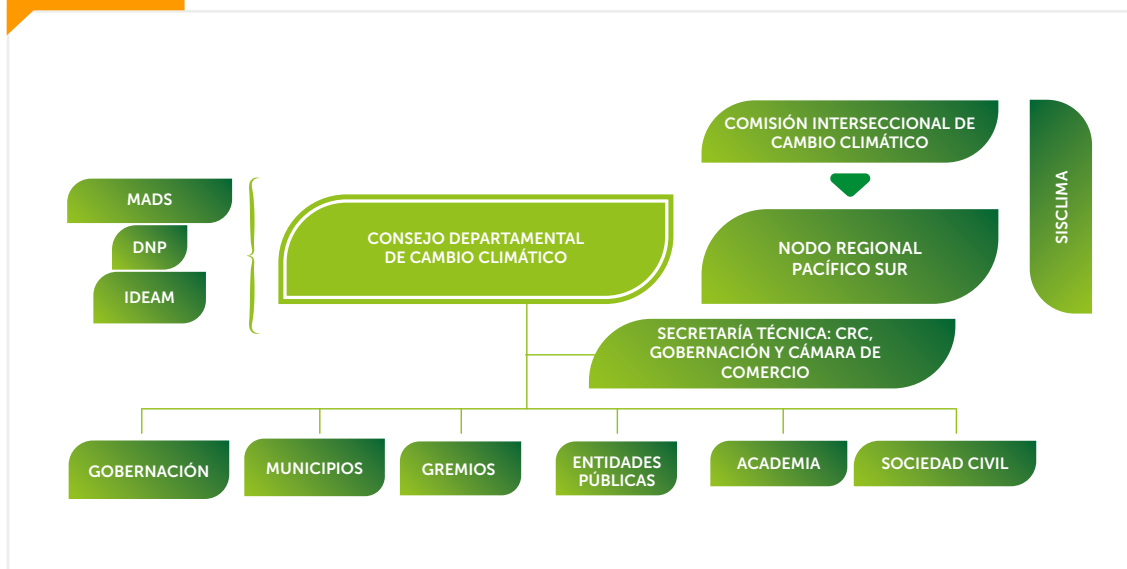 COMISIÓN INTERSECCIONAL DE
CAMBIO CLIMÁTICO
SISCLIMA
MADS
DNP
IDEAM
CONSEJO DEPARTAMENTAL
DE CAMBIO CLIMÁTICO
NODO REGIONAL
PACÍFICO SUR
SECRETARÍA TÉCNICA: CRC,
GOBERNACIÓN Y CÁMARA DE
COMERCIO
GOBERNACIÓN
MUNICIPIOS
GREMIOS
ENTIDADES
PÚBLICAS
ACADEMIA
SOCIEDAD CIVIL